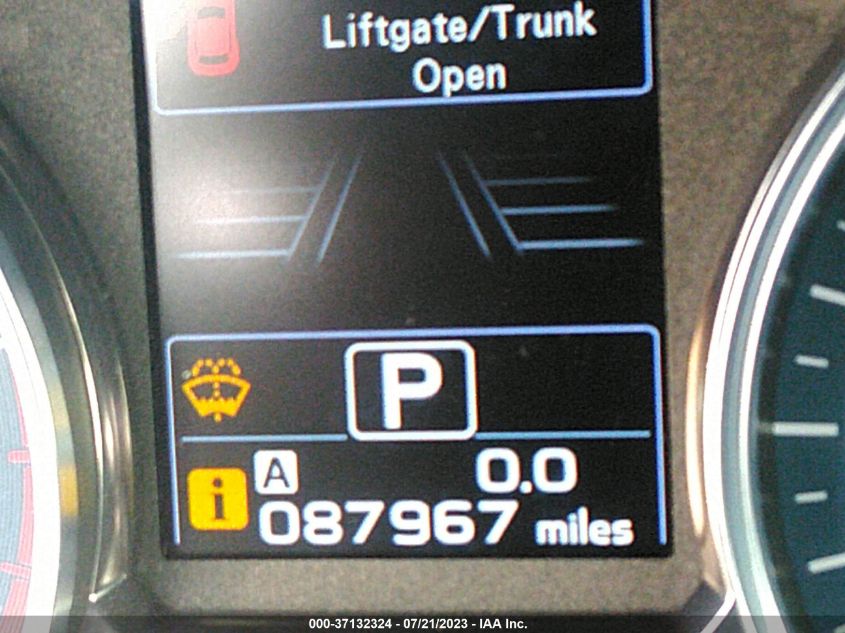 Liftgate/Trunk
Open
P
A 0.0
i 087967 miles
000-37132324 - 07/21/2023 - IAA Inc.